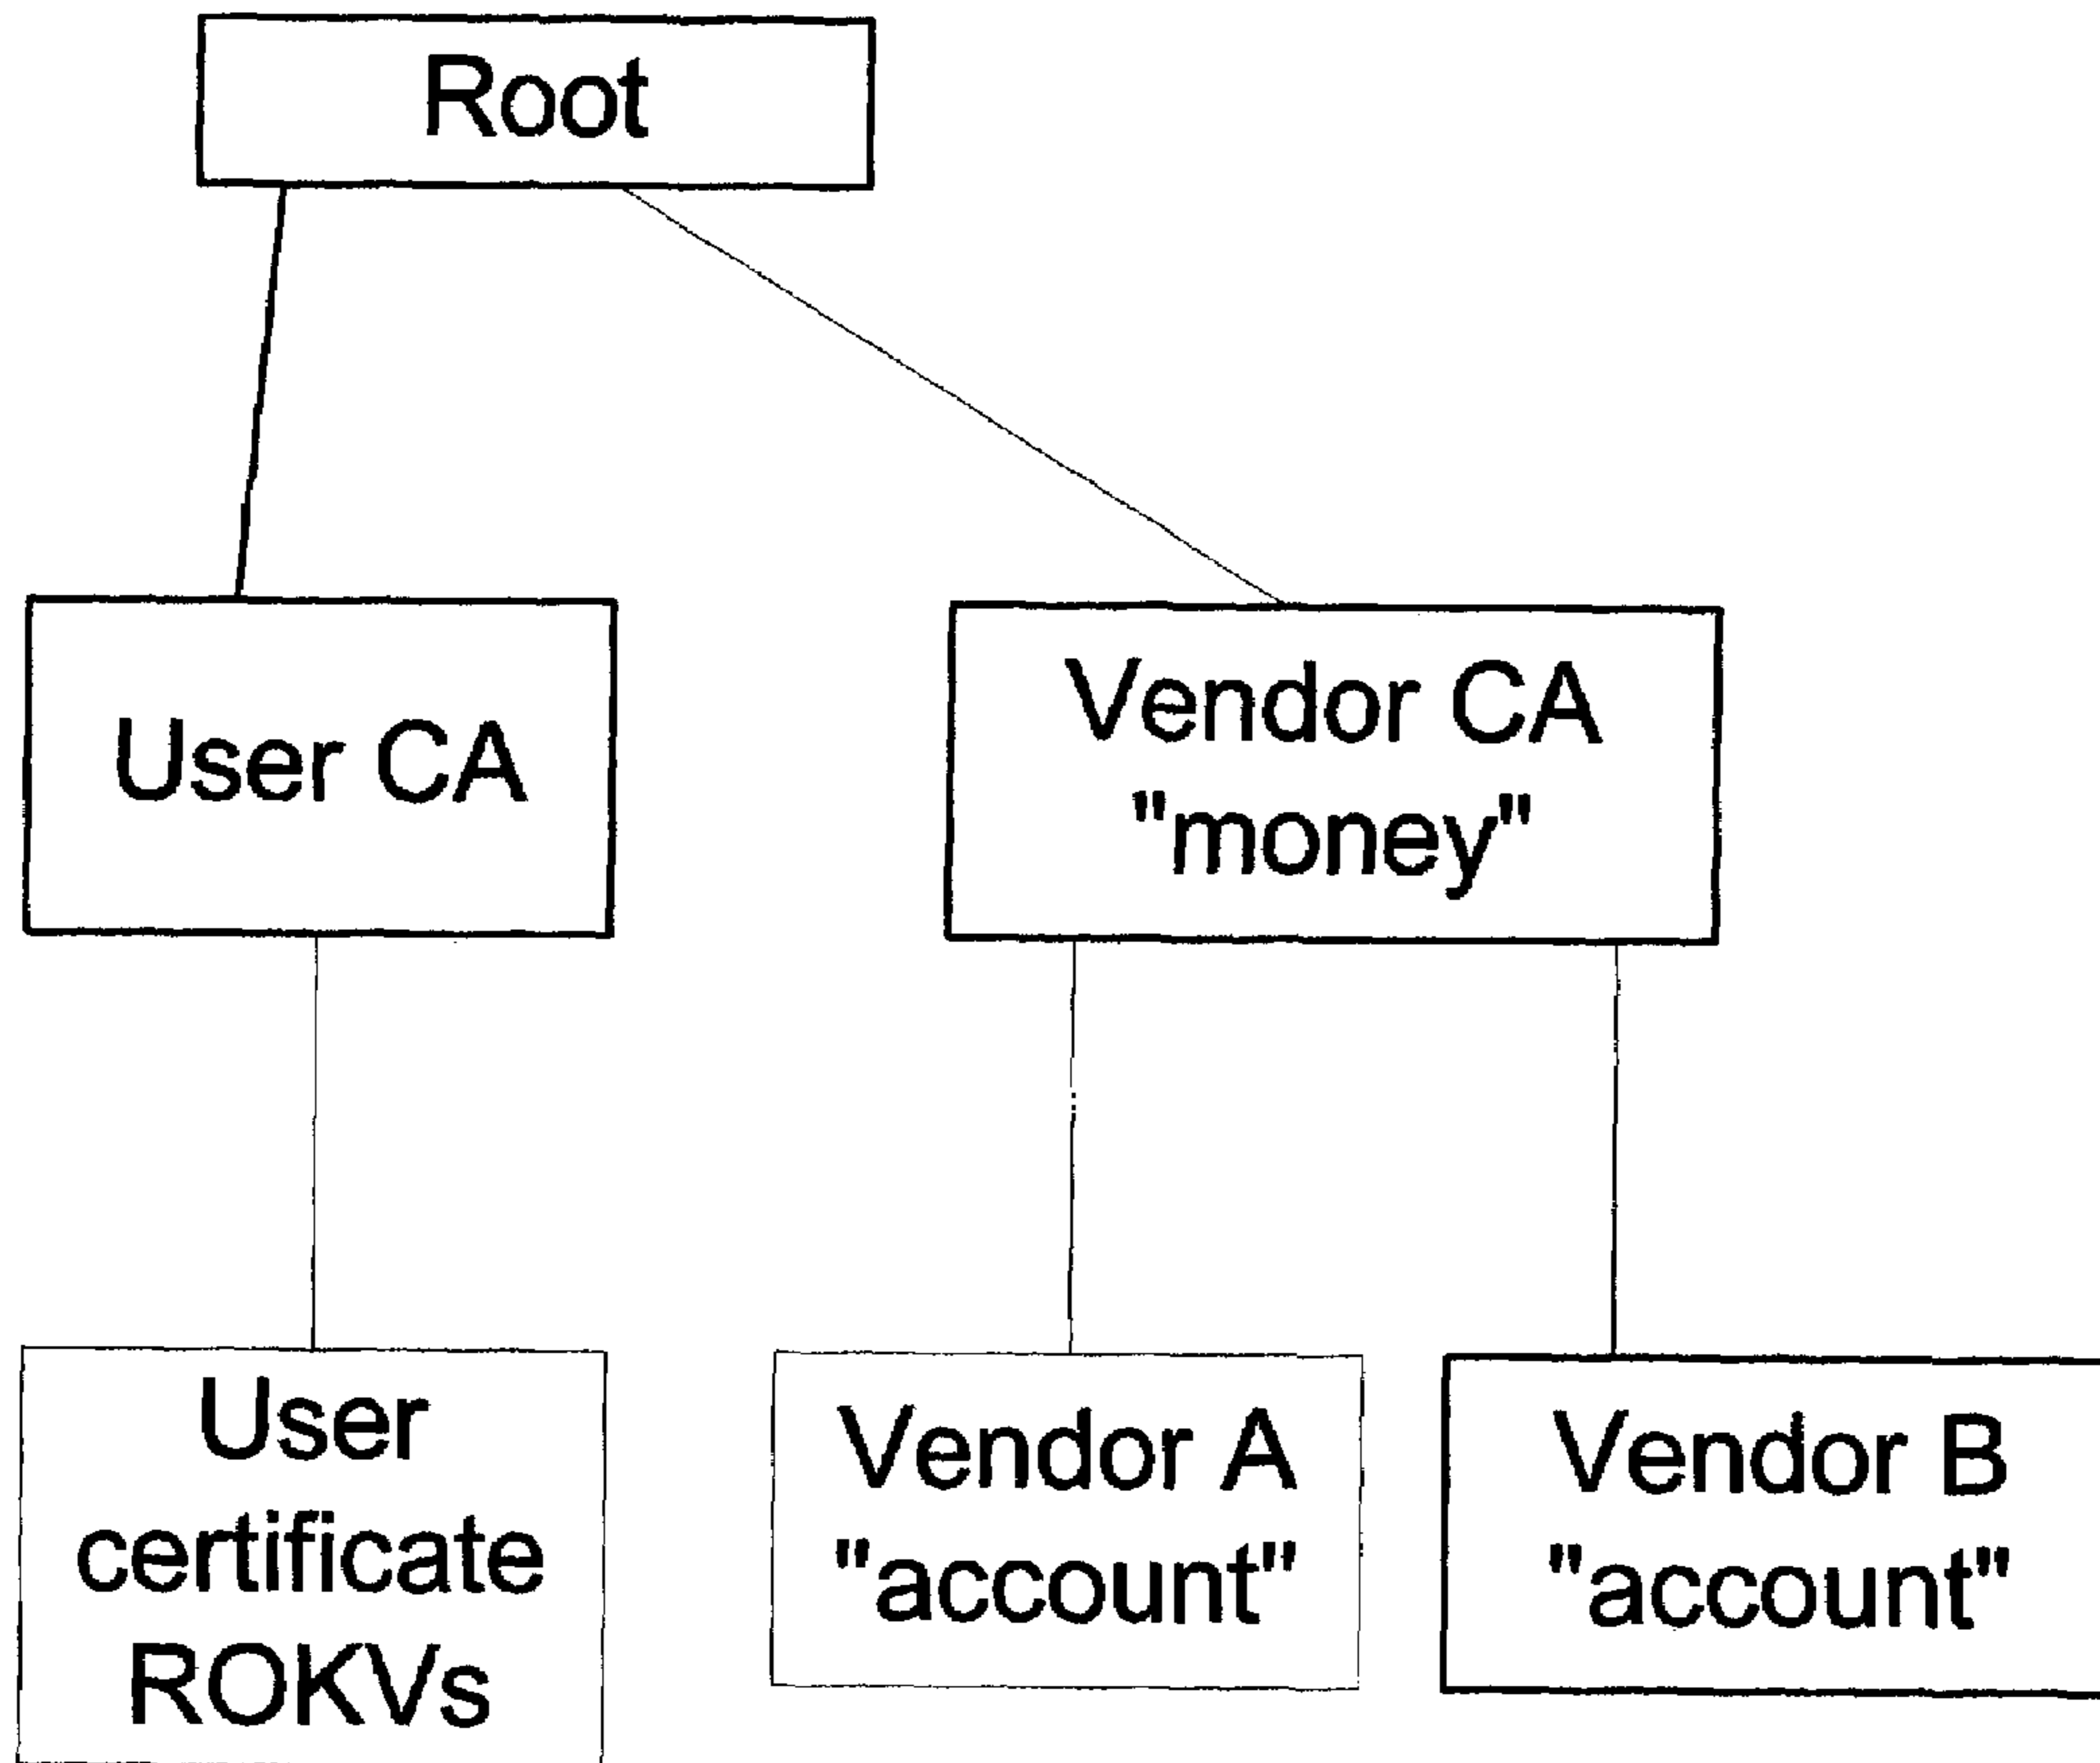 Root
User CA
Vendor CA
"money"
User
certificate
ROKVs
Vendor A
"account"
Vendor B
"account"